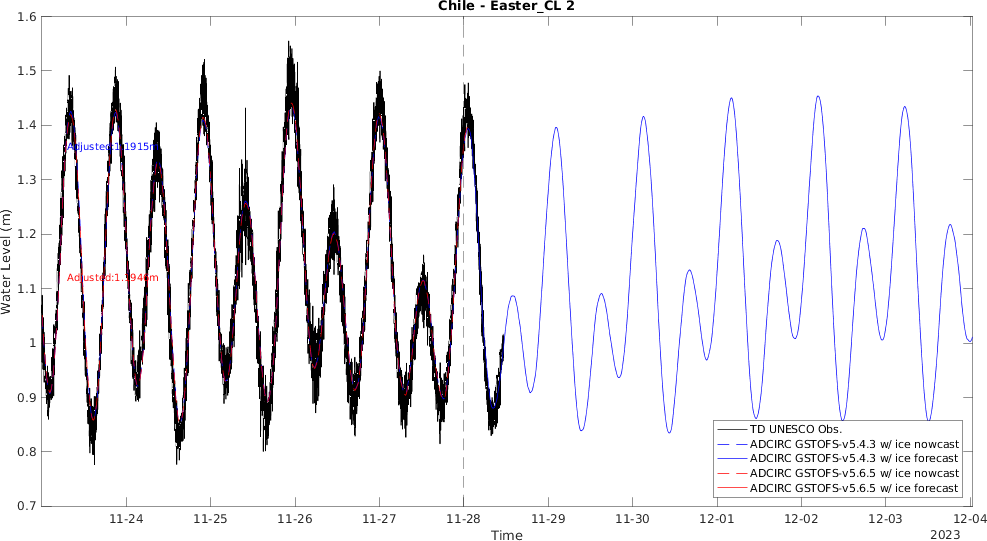 Chile - Easter_CL 2
1.6
1.5
1.4
1.3
1.2
1.1
1
0.9
0.8
0.7
Water Level (m)
Adjusted:1.1915m
TD UNESCO Obs.
ADCIRC GSTOFS-v5.4.3 w/ ice nowcast
ADCIRC GSTOFS-v5.4.3 w/ ice forecast
ADCIRC GSTOFS-v5.6.5 w/ ice nowcast
ADCIRC GSTOFS-v5.6.5 w/ ice forecast
11-24 11-25 11-26 11-27 11-28 11-29 11-30 12-01 12-02 12-03 12-04
Time
2023